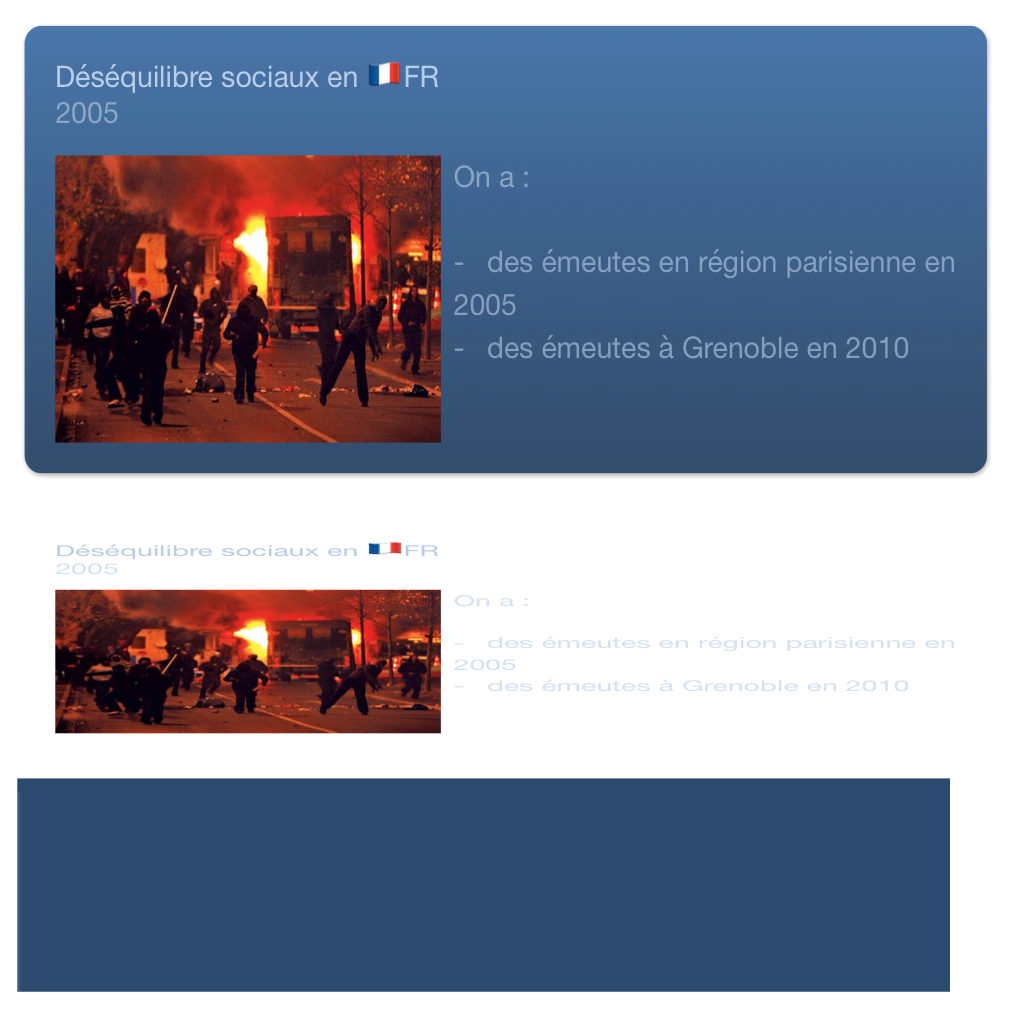 Déséquilibre sociaux en 🇫🇷FR
2005
On a :
- des émeutes en région parisienne en
2005
- des émeutes à Grenoble en 2010
Déséquilibre sociaux en 🇫🇷FR
2005
On a :
- des émeutes en région parisienne en
2005
- des émeutes à Grenoble en 2010